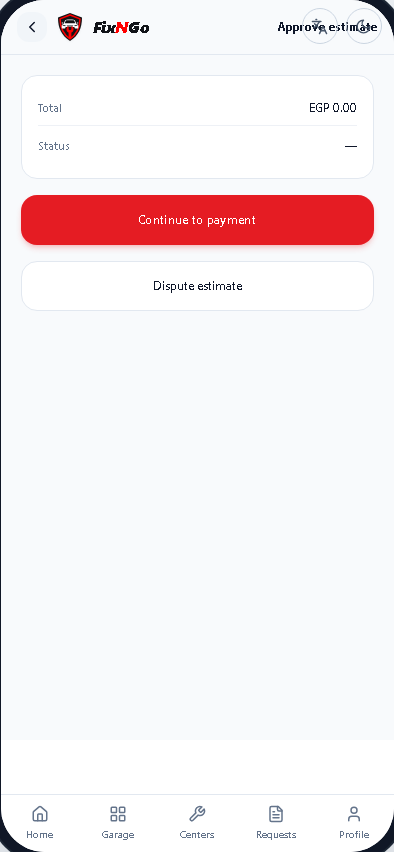 FixNGo
Approve estimate
Total
EGP 0.00
Status
—
Continue to payment
Dispute estimate
Home
Garage
Centers
Requests
Profile